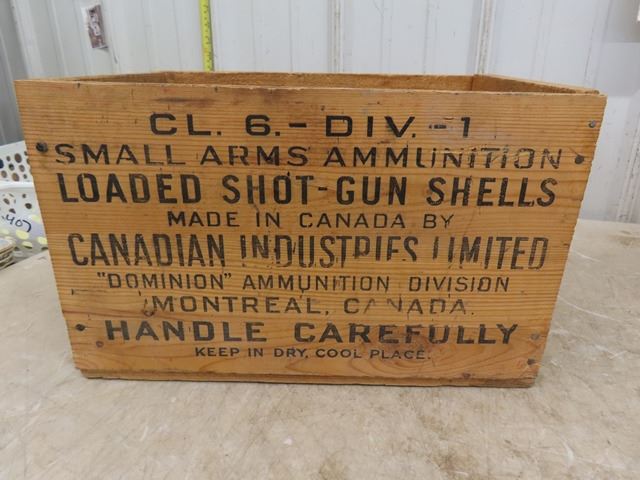 CL. 6.- DIV. -1
SMALL ARMS AMMUNITION
LOADED SHOT-GUN SHELLS
MADE IN CANADA BY
CANADIAN INDUSTRIES LIMITED
"DOMINION" AMMUNITION DIVISION
MONTREAL, CANADA.
HANDLE CAREFULLY
KEEP IN DRY, COOL PLACE.
407